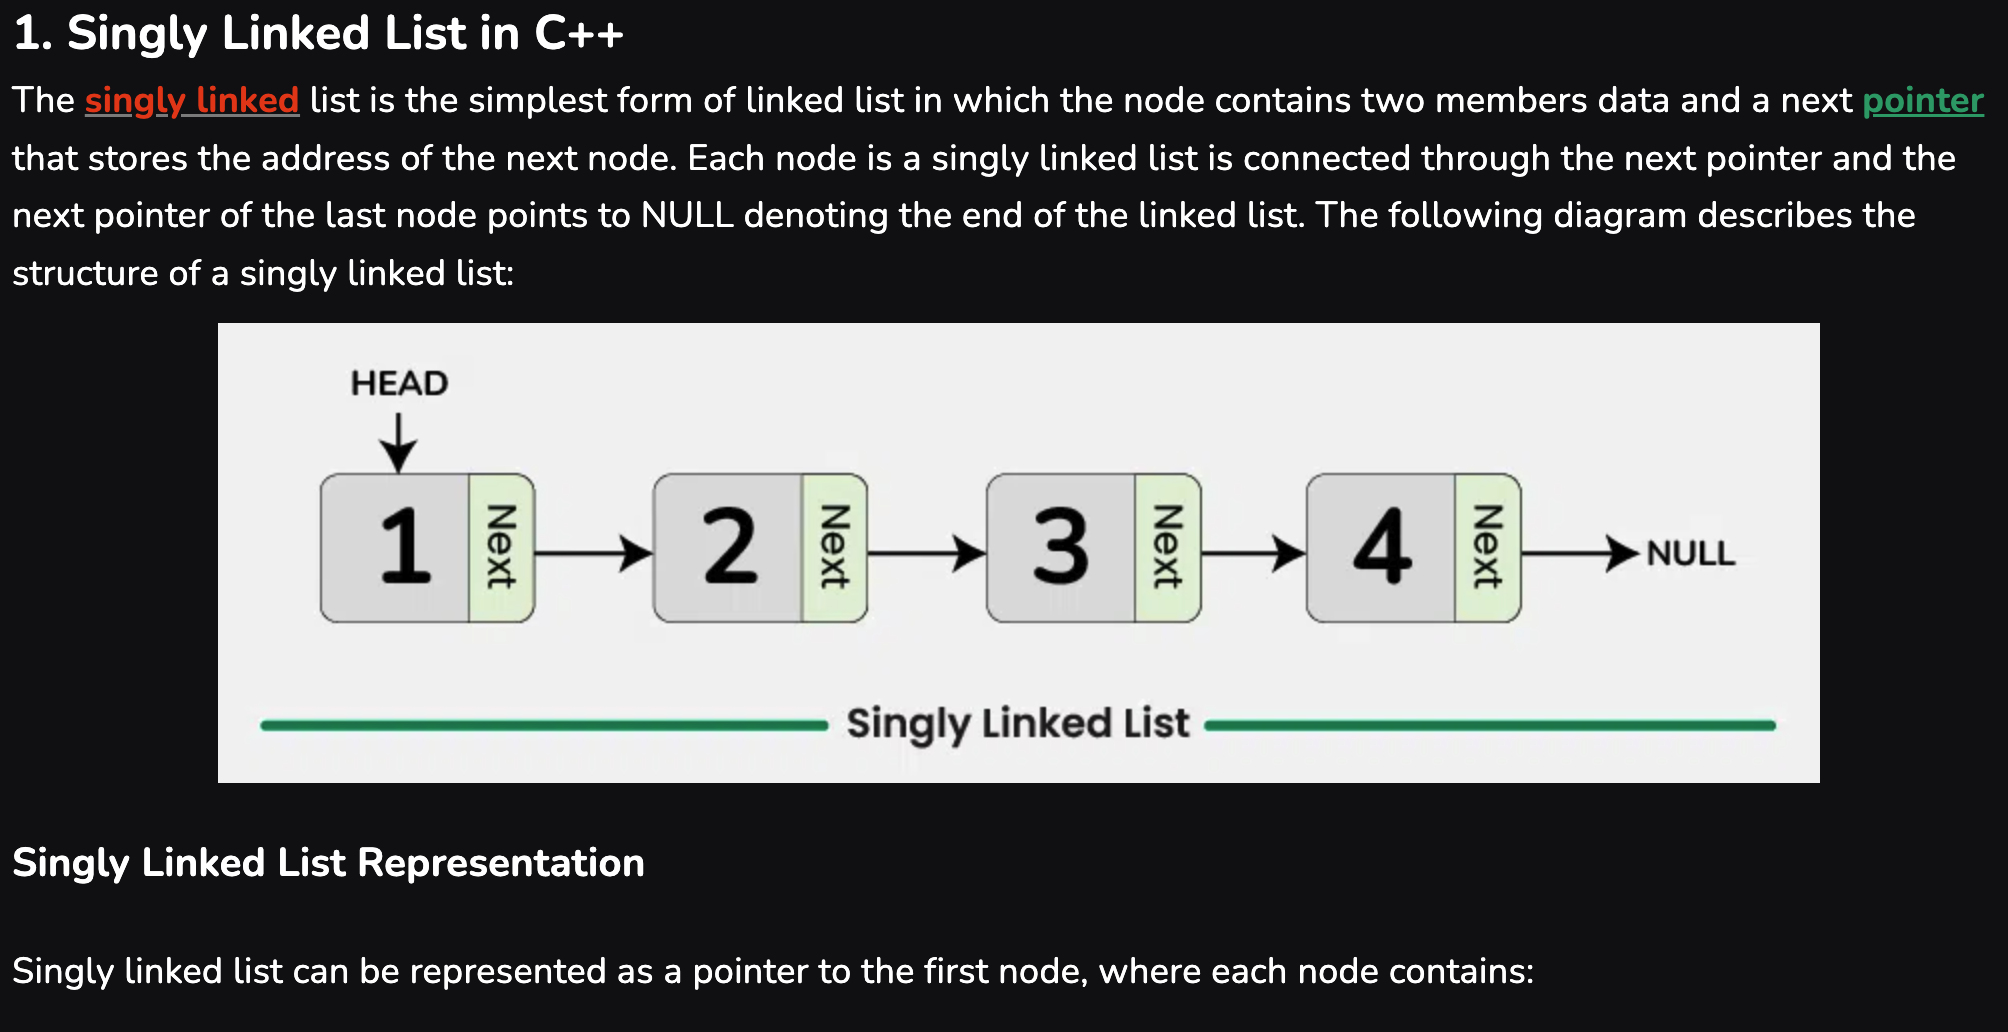 1. Singly Linked List in C++
The singly linked list is the simplest form of linked list in which the node contains two members data and a next pointer
that stores the address of the next node. Each node is a singly linked list is connected through the next pointer and the
next pointer of the last node points to NULL denoting the end of the linked list. The following diagram describes the
structure of a singly linked list:
HEAD
1 Next 2 Next 3 Next 4 Next NULL
Singly Linked List
Singly Linked List Representation
Singly linked list can be represented as a pointer to the first node, where each node contains: